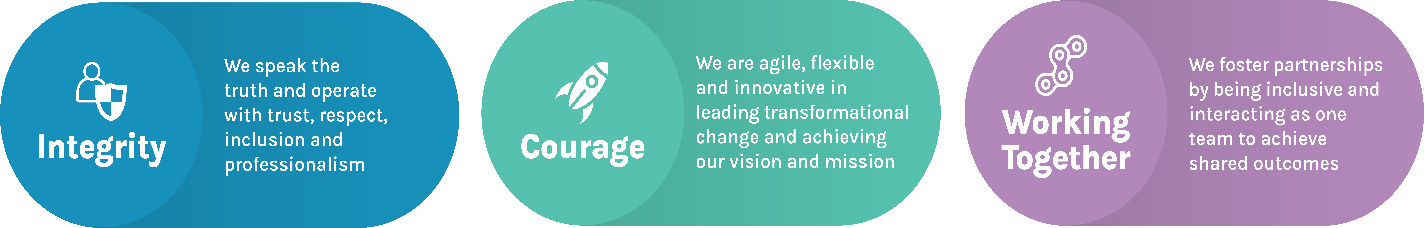 Integrity
We speak the
truth and operate
with trust, respect,
inclusion and
professionalism
Courage
We are agile, flexible
and innovative in
leading transformational
change and achieving
our vision and mission
Working
Together
We foster partnerships
by being inclusive and
interacting as one
team to achieve
shared outcomes